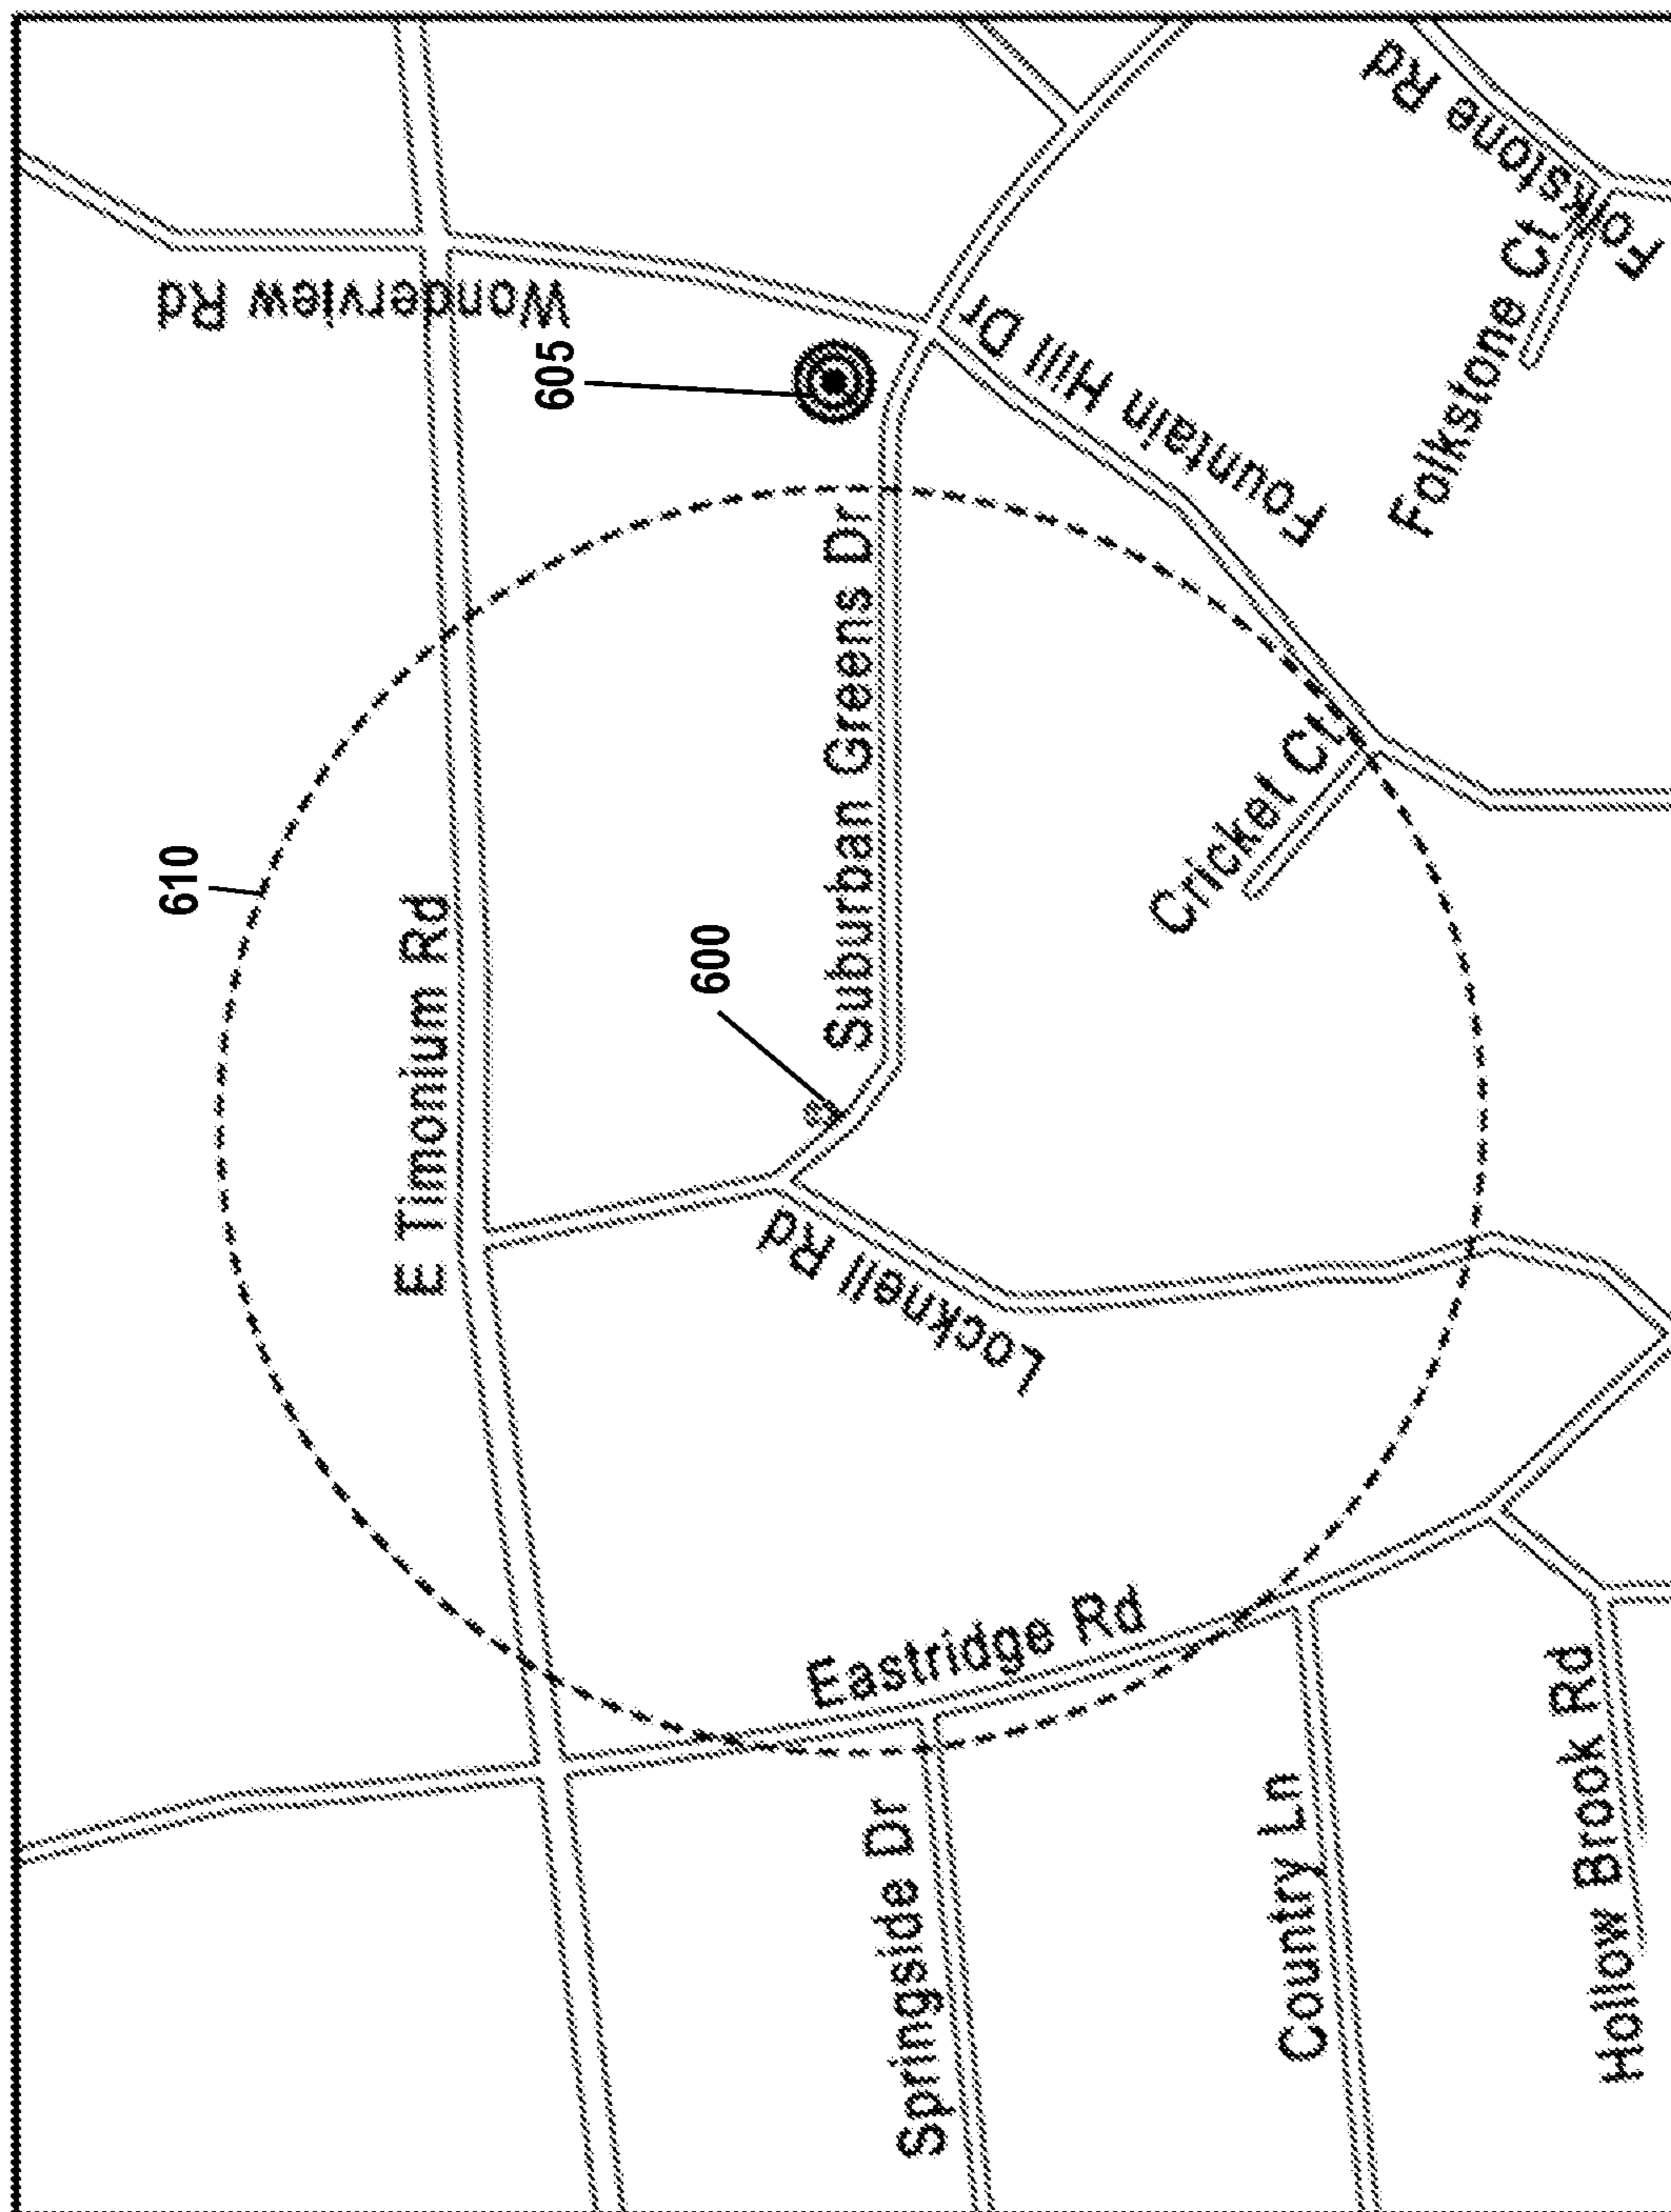 Wonderview Rd
605
610
E Timonium Rd
600
Suburban Greens Dr
Fountain Hill Dr
Folkstone Rd
Folkstone Ct
Cricket Ct
Locknell Rd
Eastridge Rd
Springside Dr
Country Ln
Hollow Brook Rd